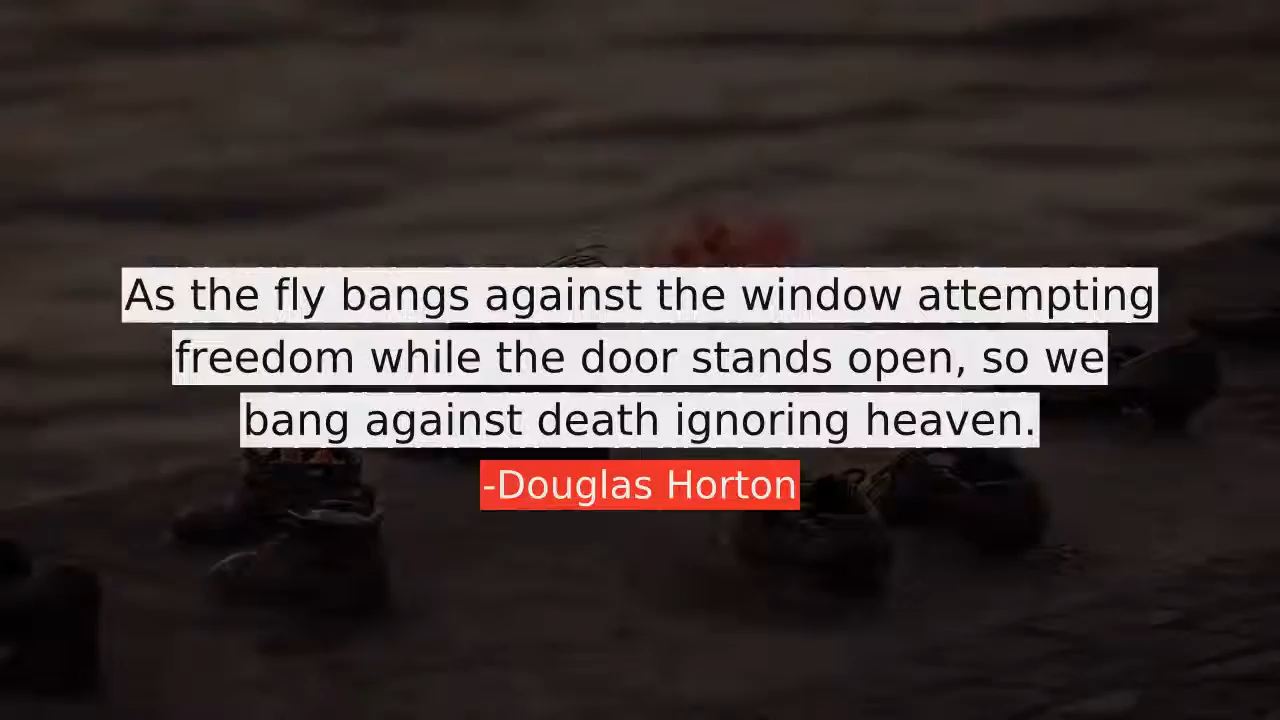 As the fly bangs against the window attempting
freedom while the door stands open, so we
bang against death ignoring heaven.
-Douglas Horton